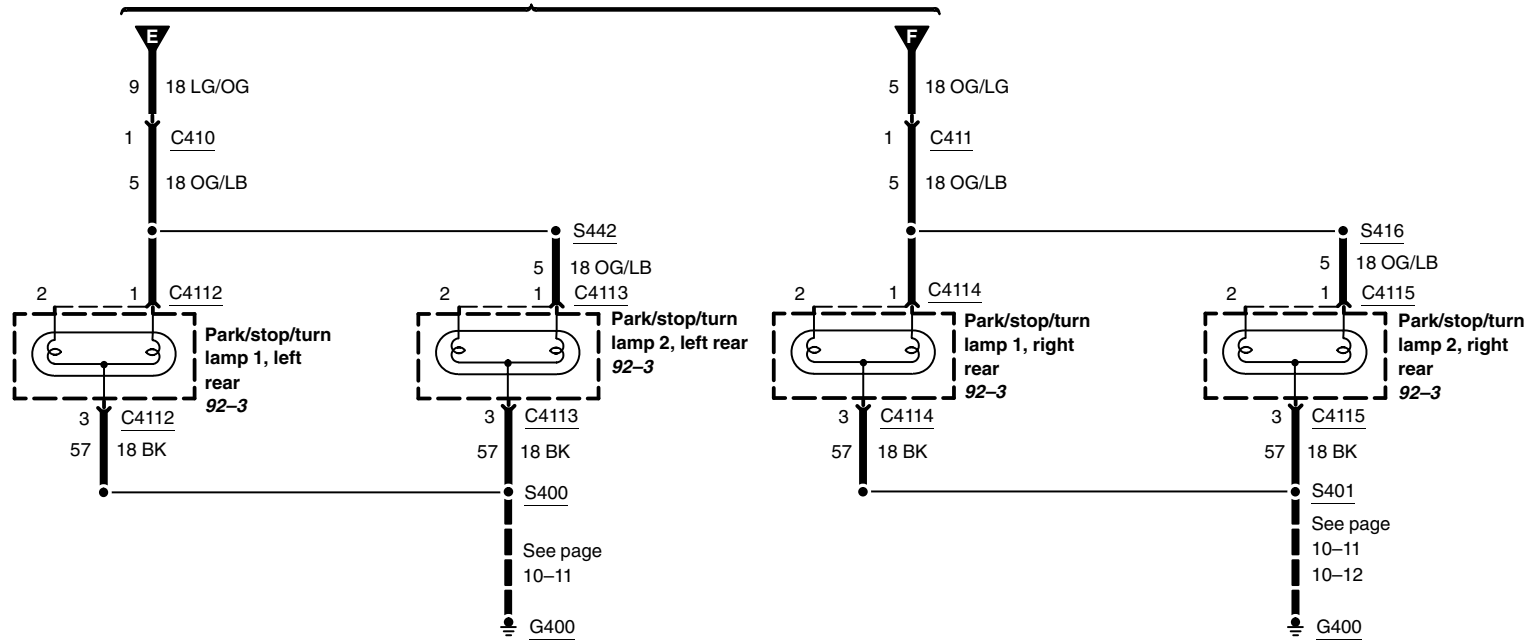 E
F
9 18 LG/OG
5 18 OG/LG
1 C410
1 C411
5 18 OG/LB
5 18 OG/LB
S442
S416
5 18 OG/LB
5 18 OG/LB
2 1 C4112
2 1 C4113
2 1 C4114
2 1 C4115
Park/stop/turn
lamp 1, left
rear
92–3
Park/stop/turn
lamp 2, left rear
92–3
Park/stop/turn
lamp 1, right
rear
92–3
Park/stop/turn
lamp 2, right
rear
92–3
3 C4112
3 C4113
3 C4114
3 C4115
57 18 BK
57 18 BK
57 18 BK
57 18 BK
S400
S401
See page
10–11
See page
10–11
10–12
G400
G400